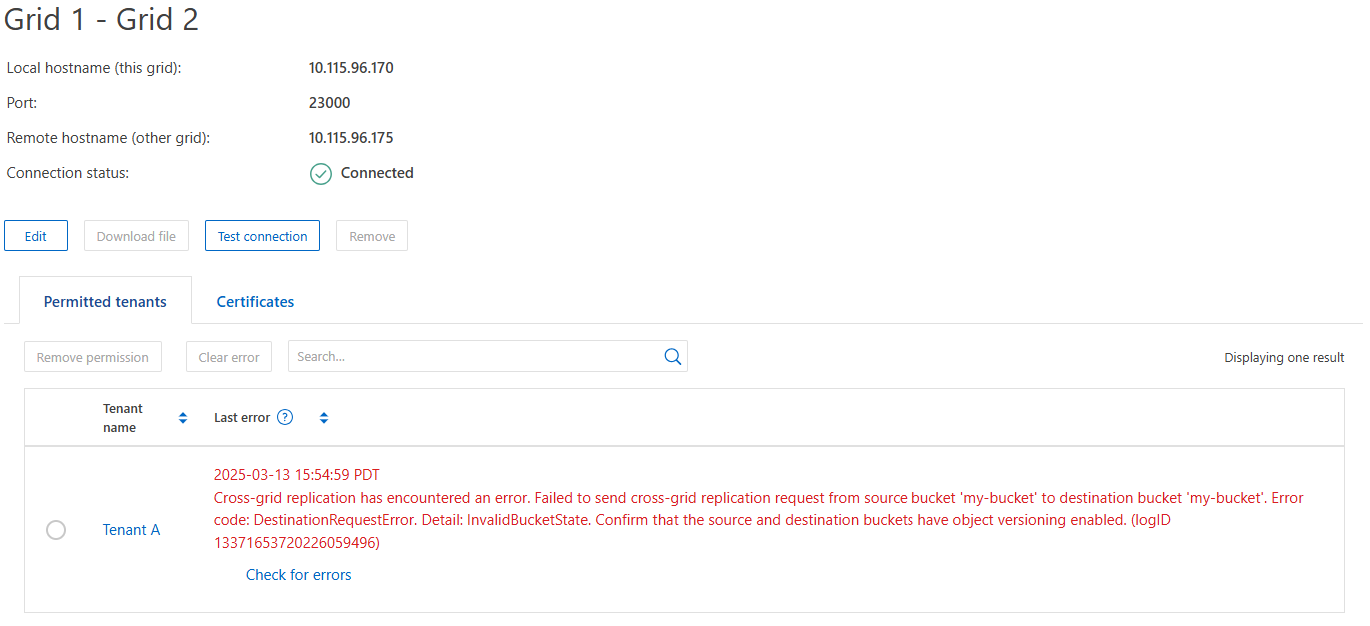 Grid 1 - Grid 2
Local hostname (this grid): 10.115.96.170
Port: 23000
Remote hostname (other grid): 10.115.96.175
Connection status: Connected
Edit Download file Test connection Remove
Permitted tenants Certificates
Remove permission Clear error Search... Displaying one result
Tenant
name
Last error ?
2025-03-13 15:54:59 PDT
Cross-grid replication has encountered an error. Failed to send cross-grid replication request from source bucket 'my-bucket' to destination bucket 'my-bucket'. Error
code: DestinationRequestError. Detail: InvalidBucketState. Confirm that the source and destination buckets have object versioning enabled. (logID
13371653720226059496)
Tenant A
Check for errors